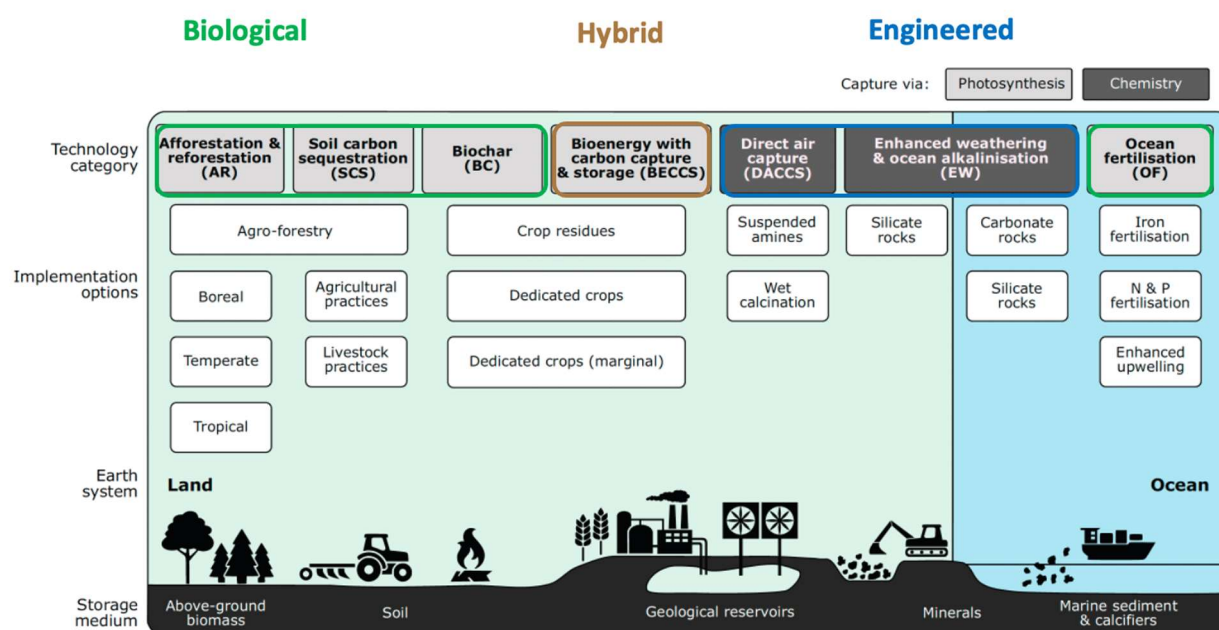 Biological
Hybrid
Engineered
Capture via:
Photosynthesis
Chemistry
Technology
category
Afforestation &
reforestation
(AR)
Soil carbon
sequestration
(SCS)
Biochar
(BC)
Bioenergy with
carbon capture
& storage (BECCS)
Direct air
capture
(DACCS)
Enhanced weathering
& ocean alkalinisation
(EW)
Ocean
fertilisation
(OF)
Implementation
options
Agro-forestry
Crop residues
Suspended
amines
Silicate
rocks
Carbonate
rocks
Iron
fertilisation
Boreal
Agricultural
practices
Dedicated crops
Wet
calcination
Silicate
rocks
N & P
fertilisation
Temperate
Livestock
practices
Dedicated crops (marginal)
Enhanced
upwelling
Tropical
Earth
system
Land
Ocean
Storage
medium
Above-ground
biomass
Soil
Geological reservoirs
Minerals
Marine sediment
& calcifiers